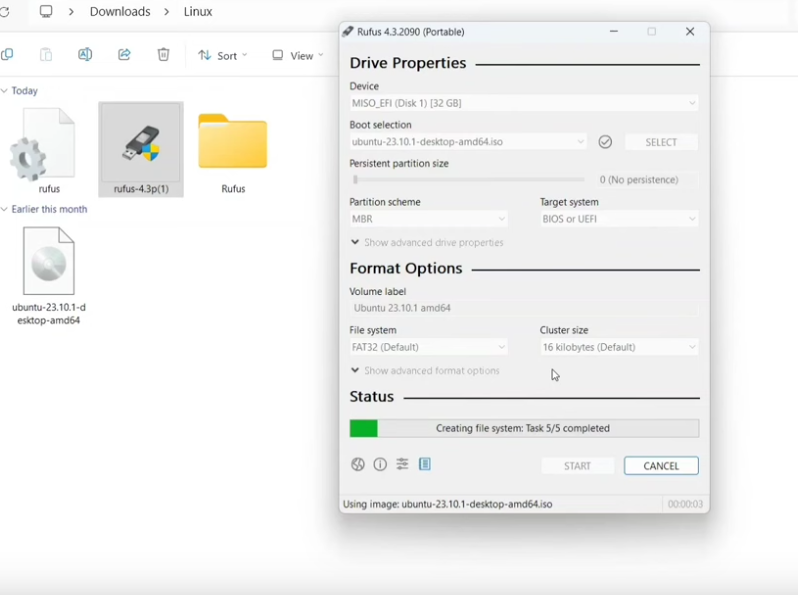 Downloads > Linux
Sort
View
Today
rufus
rufus-4.3p(1)
Rufus
Earlier this month
ubuntu-23.10.1-d
esktop-amd64
Rufus 4.3.2090 (Portable)
Drive Properties
Device
MISO_EFI (Disk 1) [32 GB]
Boot selection
ubuntu-23.10.1-desktop-amd64.iso
SELECT
Persistent partition size
0 (No persistence)
Partition scheme
Target system
MBR
BIOS or UEFI
Show advanced drive properties
Format Options
Volume label
Ubuntu 23.10.1 amd64
File system
Cluster size
FAT32 (Default)
16 kilobytes (Default)
Show advanced format options
Status
Creating file system: Task 5/5 completed
START
CANCEL
Using image: ubuntu-23.10.1-desktop-amd64.iso
00:00:03